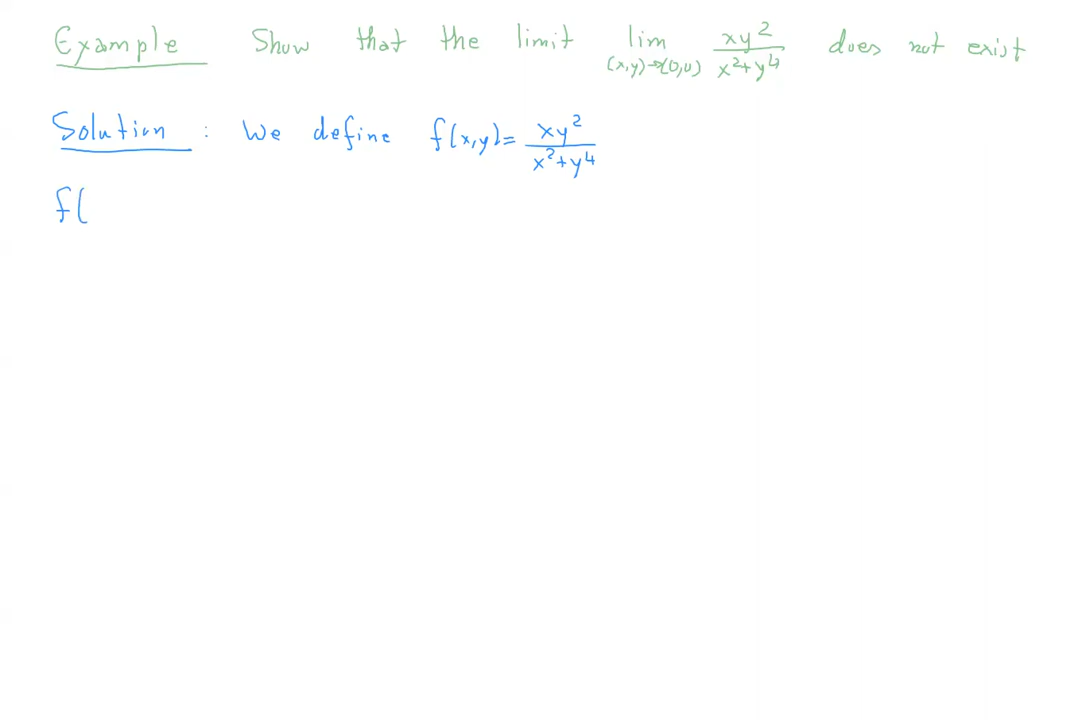 Example Show that the limit lim (x,y)→(0,0) xy²/(x²+y⁴) does not exist
Solution : We define f(x,y)= xy²/(x²+y⁴)
f(